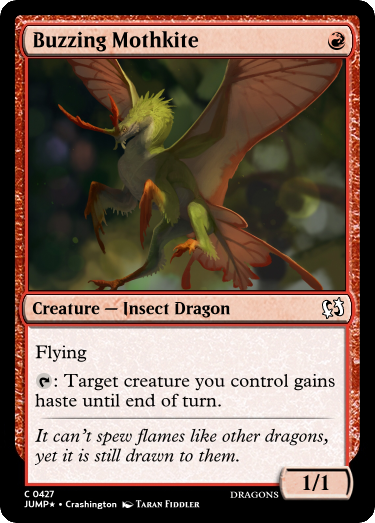 Buzzing Mothkite
Creature — Insect Dragon
Flying
: Target creature you control gains
haste until end of turn.
It can't spew flames like other dragons,
yet it is still drawn to them.
1/1
C 0427
DRAGONS
JUMP★ • Crashington TARAN FIDDLER